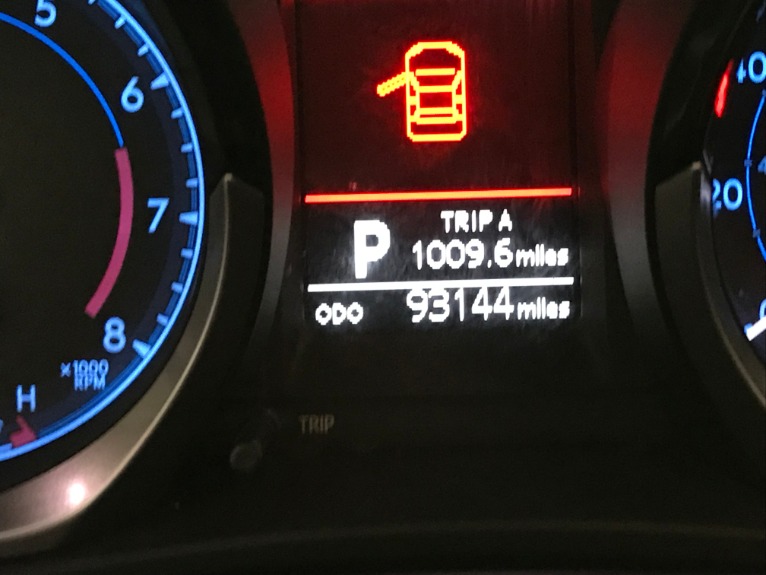 5
6
7
8
x1000
RPM
H
P
TRIP A
1009.6 miles
ODO 93144 miles
TRIP
40
20